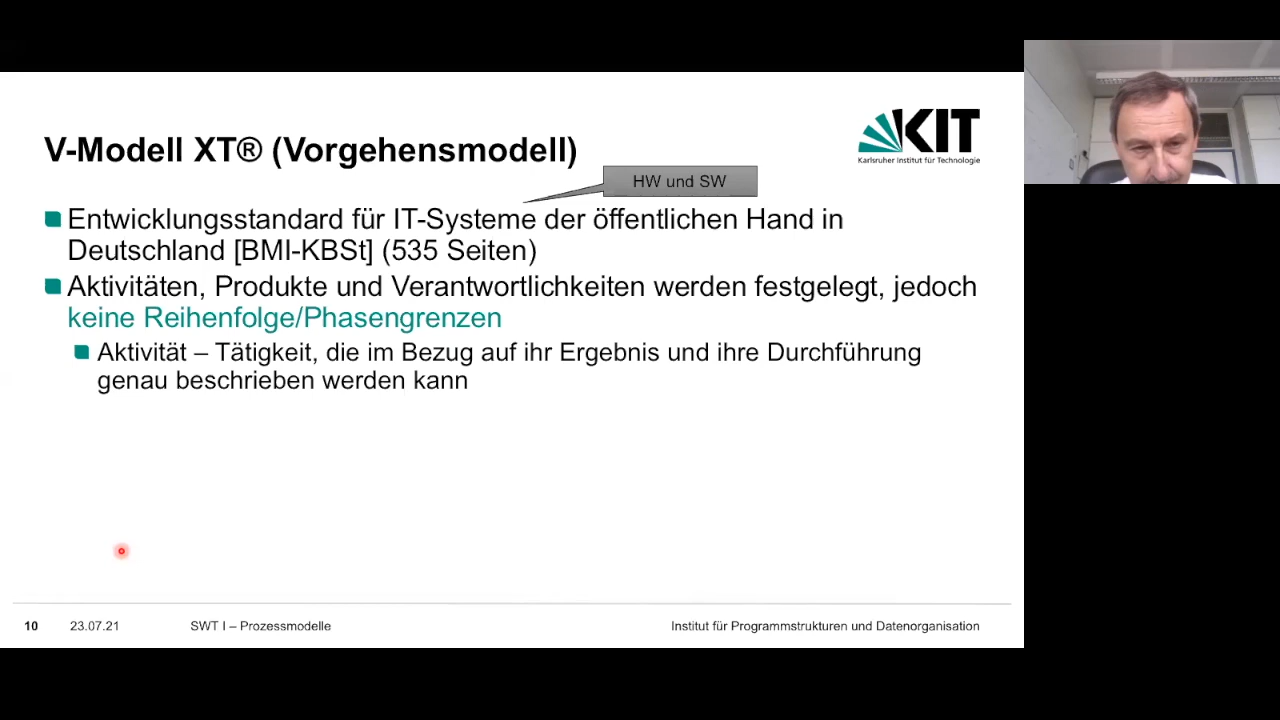 V-Modell XT® (Vorgehensmodell)
KIT
Karlsruher Institut für Technologie
HW und SW
Entwicklungsstandard für IT-Systeme der öffentlichen Hand in
Deutschland [BMI-KBSt] (535 Seiten)
Aktivitäten, Produkte und Verantwortlichkeiten werden festgelegt, jedoch
keine Reihenfolge/Phasengrenzen
Aktivität – Tätigkeit, die im Bezug auf ihr Ergebnis und ihre Durchführung
genau beschrieben werden kann
10 23.07.21 SWT I – Prozessmodelle Institut für Programmstrukturen und Datenorganisation